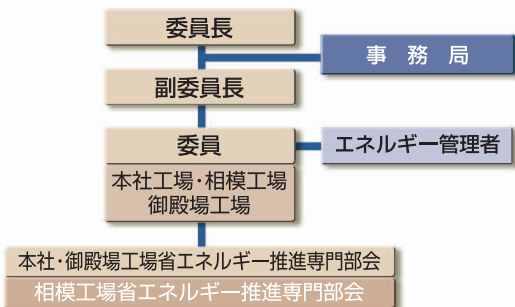 委員長
事 務 局
副委員長
委員
エネルギー管理者
本社工場・相模工場
御殿場工場
本社・御殿場工場省エネルギー推進専門部会
相模工場省エネルギー推進専門部会